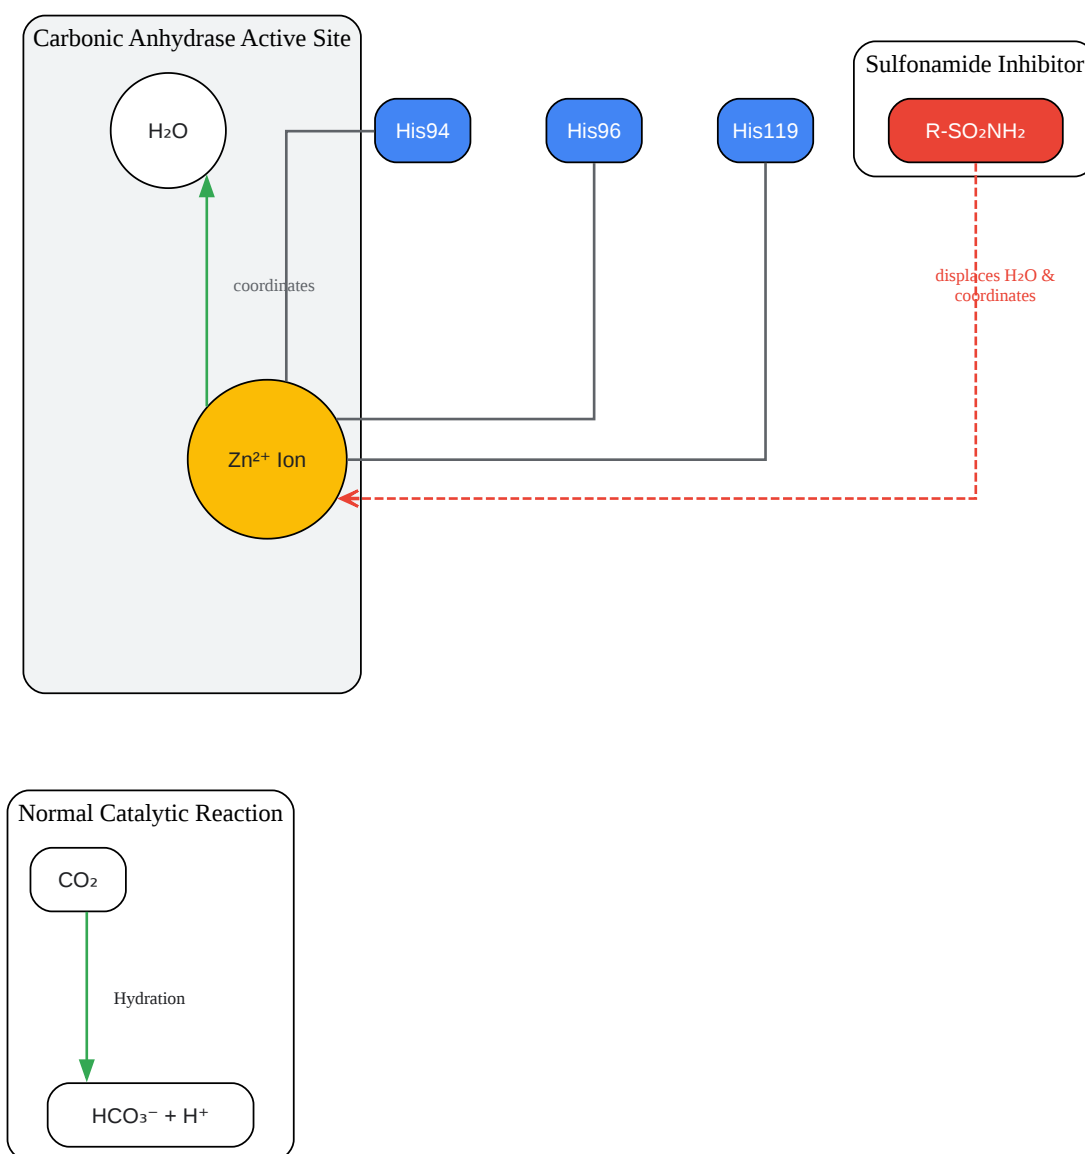 Carbonic Anhydrase Active Site
Sulfonamide Inhibitor
H₂O
His94
His96
His119
R-SO₂NH₂
coordinates
displaces H₂O &
coordinates
Zn²⁺ Ion
Normal Catalytic Reaction
CO₂
Hydration
HCO₃⁻ + H⁺